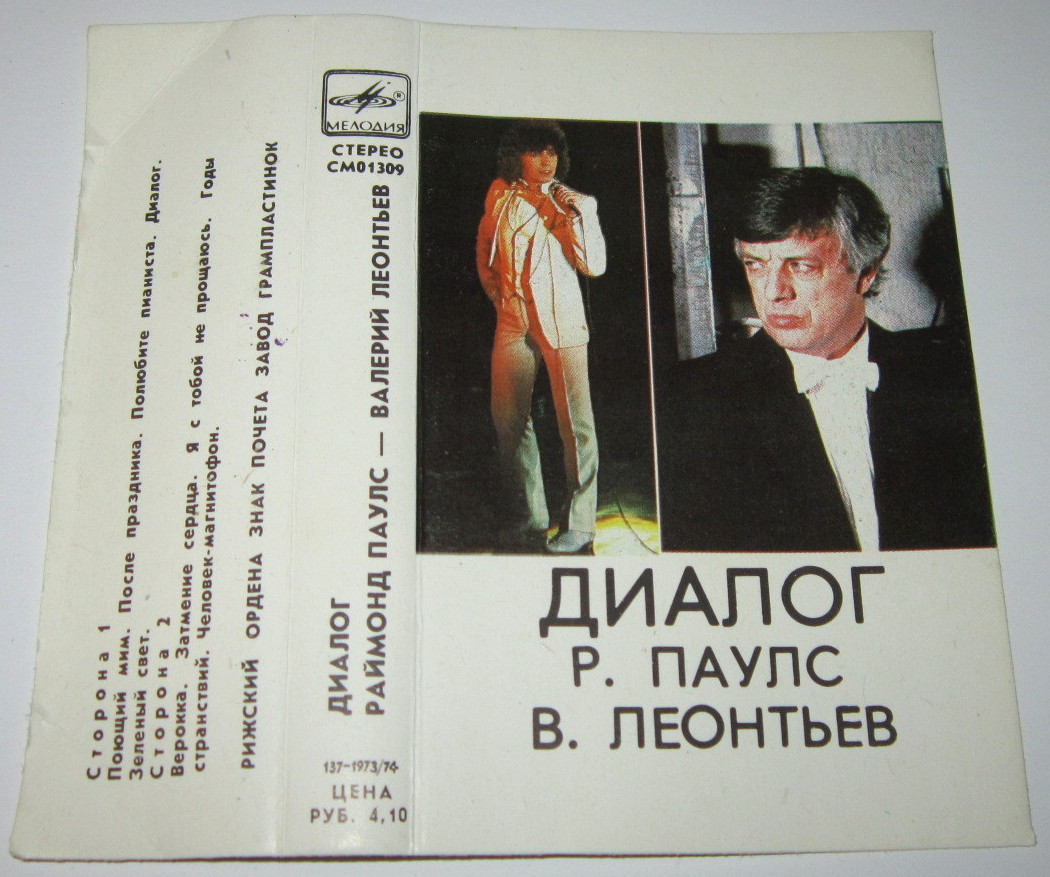 Сторона 1
Поющий мим. После праздника. Полюбите пианиста. Диалог.
Зеленый свет.
Сторона 2
Верокка. Затмение сердца. Я с тобой не прощаюсь. Годы
странствий. Человек-магнитофон.
РИЖСКИЙ ОРДЕНА ЗНАК ПОЧЕТА ЗАВОД ГРАМПЛАСТИНОК
МЕЛОДИЯ
®
СТЕРЕО
СМ01309
ДИАЛОГ
РАЙМОНД ПАУЛС — ВАЛЕРИЙ ЛЕОНТЬЕВ
137-1973/74
ЦЕНА
РУБ. 4,10
ДИАЛОГ
Р. ПАУЛС
В. ЛЕОНТЬЕВ